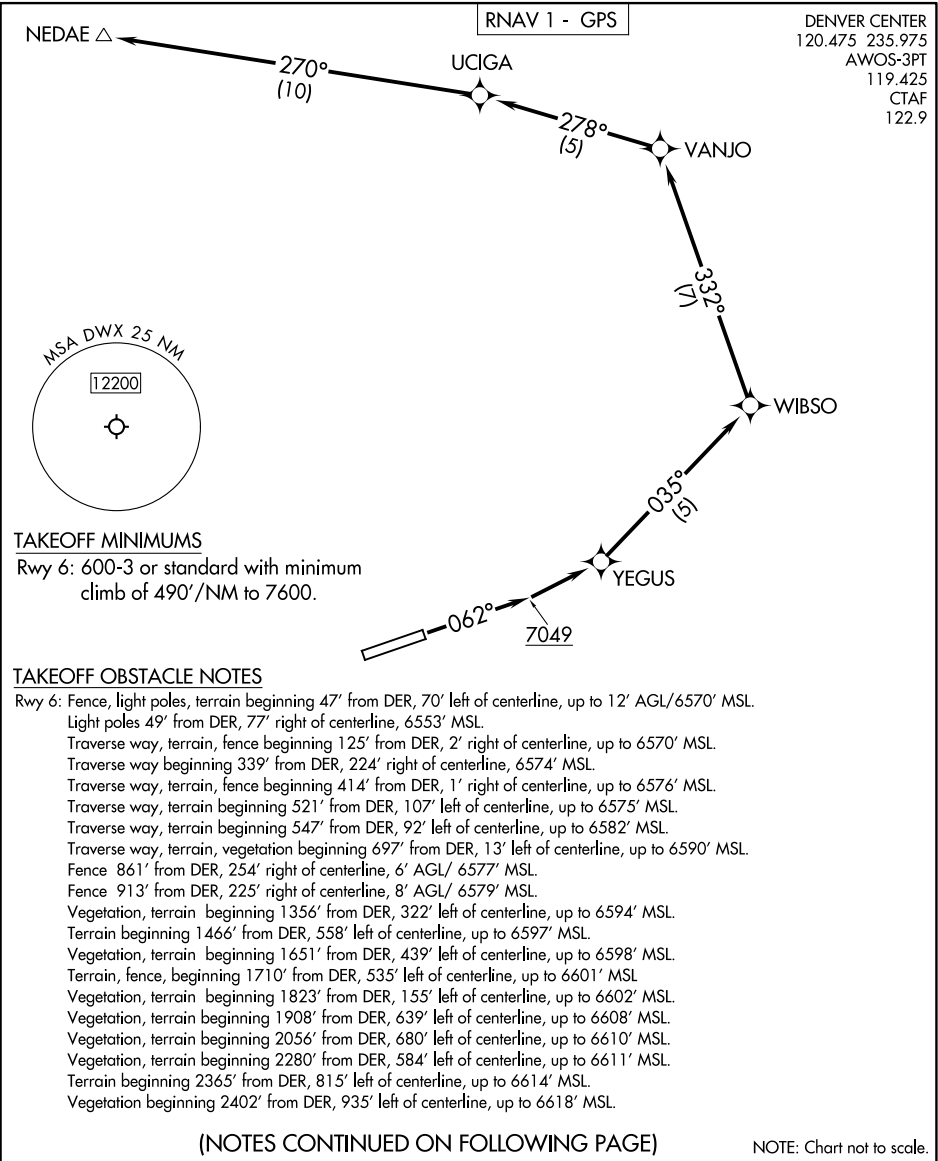 RNAV 1 - GPS
DENVER CENTER
120.475 235.975
AWOS-3PT
119.425
CTAF
122.9
NEDAE
270°
(10)
UCIGA
278°
(5)
VANJO
332°
(7)
MSA DWX 25 NM
12200
WIBSO
035°
(5)
YEGUS
062°
7049
TAKEOFF MINIMUMS
Rwy 6: 600-3 or standard with minimum
climb of 490'/NM to 7600.
TAKEOFF OBSTACLE NOTES
Rwy 6: Fence, light poles, terrain beginning 47' from DER, 70' left of centerline, up to 12' AGL/6570' MSL.
Light poles 49' from DER, 77' right of centerline, 6553' MSL.
Traverse way, terrain, fence beginning 125' from DER, 2' right of centerline, up to 6570' MSL.
Traverse way beginning 339' from DER, 224' right of centerline, 6574' MSL.
Traverse way, terrain, fence beginning 414' from DER, 1' right of centerline, up to 6576' MSL.
Traverse way, terrain beginning 521' from DER, 107' left of centerline, up to 6575' MSL.
Traverse way, terrain beginning 547' from DER, 92' left of centerline, up to 6582' MSL.
Traverse way, terrain, vegetation beginning 697' from DER, 13' left of centerline, up to 6590' MSL.
Fence 861' from DER, 254' right of centerline, 6' AGL/ 6577' MSL.
Fence 913' from DER, 225' right of centerline, 8' AGL/ 6579' MSL.
Vegetation, terrain beginning 1356' from DER, 322' left of centerline, up to 6594' MSL.
Terrain beginning 1466' from DER, 558' left of centerline, up to 6597' MSL.
Vegetation, terrain beginning 1651' from DER, 439' left of centerline, up to 6598' MSL.
Terrain, fence, beginning 1710' from DER, 535' left of centerline, up to 6601' MSL
Vegetation, terrain beginning 1823' from DER, 155' left of centerline, up to 6602' MSL.
Vegetation, terrain beginning 1908' from DER, 639' left of centerline, up to 6608' MSL.
Vegetation, terrain beginning 2056' from DER, 680' left of centerline, up to 6610' MSL.
Vegetation, terrain beginning 2280' from DER, 584' left of centerline, up to 6611' MSL.
Terrain beginning 2365' from DER, 815' left of centerline, up to 6614' MSL.
Vegetation beginning 2402' from DER, 935' left of centerline, up to 6618' MSL.
(NOTES CONTINUED ON FOLLOWING PAGE)
NOTE: Chart not to scale.